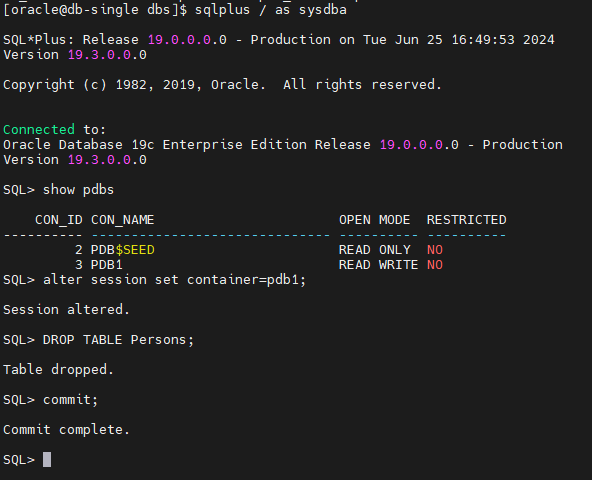 [oracle@db-single dbs]$ sqlplus / as sysdba
SQL*Plus: Release 19.0.0.0.0 - Production on Tue Jun 25 16:49:53 2024
Version 19.3.0.0.0
Copyright (c) 1982, 2019, Oracle.  All rights reserved.
Connected to:
Oracle Database 19c Enterprise Edition Release 19.0.0.0.0 - Production
Version 19.3.0.0.0
SQL> show pdbs
    CON_ID CON_NAME                       OPEN MODE  RESTRICTED
---------- ------------------------------ ---------- ----------
         2 PDB$SEED                       READ ONLY  NO
         3 PDB1                           READ WRITE NO
SQL> alter session set container=pdb1;
Session altered.
SQL> DROP TABLE Persons;
Table dropped.
SQL> commit;
Commit complete.
SQL>